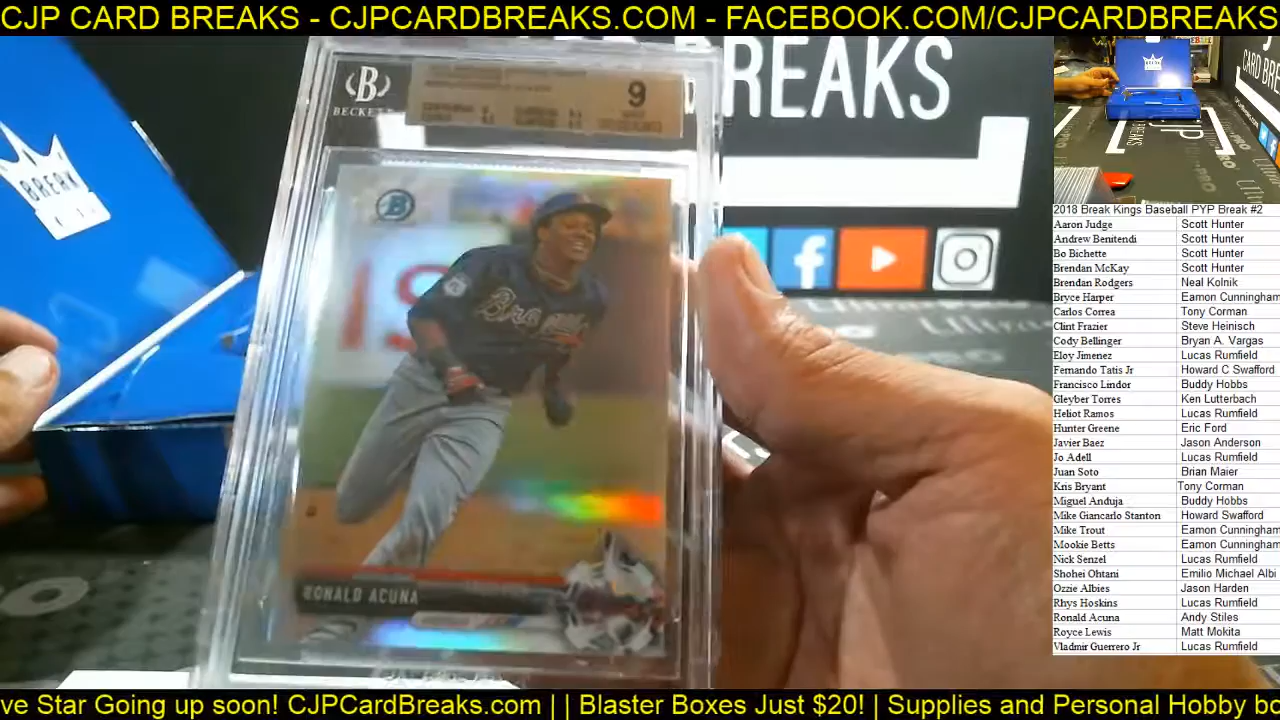 CJP CARD BREAKS - CJPCARDBREAKS.COM - FACEBOOK.COM/CJPCARDBREAKS
BREAKS
BREAK
BECKETT
9
Braves
RONALD ACUNA
2018 Break Kings Baseball PYP Break #2
Aaron Judge Scott Hunter
Andrew Benitendi Scott Hunter
Bo Bichette Scott Hunter
Brendan McKay Scott Hunter
Brendan Rodgers Neal Kolnik
Bryce Harper Eamon Cunningham
Carlos Correa Tony Corman
Clint Frazier Steve Heinisch
Cody Bellinger Bryan A. Vargas
Eloy Jimenez Lucas Rumfield
Fernando Tatis Jr Howard C Swafford
Francisco Lindor Buddy Hobbs
Gleyber Torres Ken Lutterbach
Heliot Ramos Lucas Rumfield
Hunter Greene Eric Ford
Javier Baez Jason Anderson
Jo Adell Lucas Rumfield
Juan Soto Brian Maier
Kris Bryant Tony Corman
Miguel Anduja Buddy Hobbs
Mike Giancarlo Stanton Howard Swafford
Mike Trout Eamon Cunningham
Mookie Betts Eamon Cunningham
Nick Senzel Lucas Rumfield
Shohei Ohtani Emilio Michael Albi
Ozzie Albies Jason Harden
Rhys Hoskins Lucas Rumfield
Ronald Acuna Andy Stiles
Royce Lewis Matt Mokita
Vladmir Guerrero Jr Lucas Rumfield
ve Star Going up soon! CJPCardBreaks.com | | Blaster Boxes Just $20! | Supplies and Personal Hobby bo